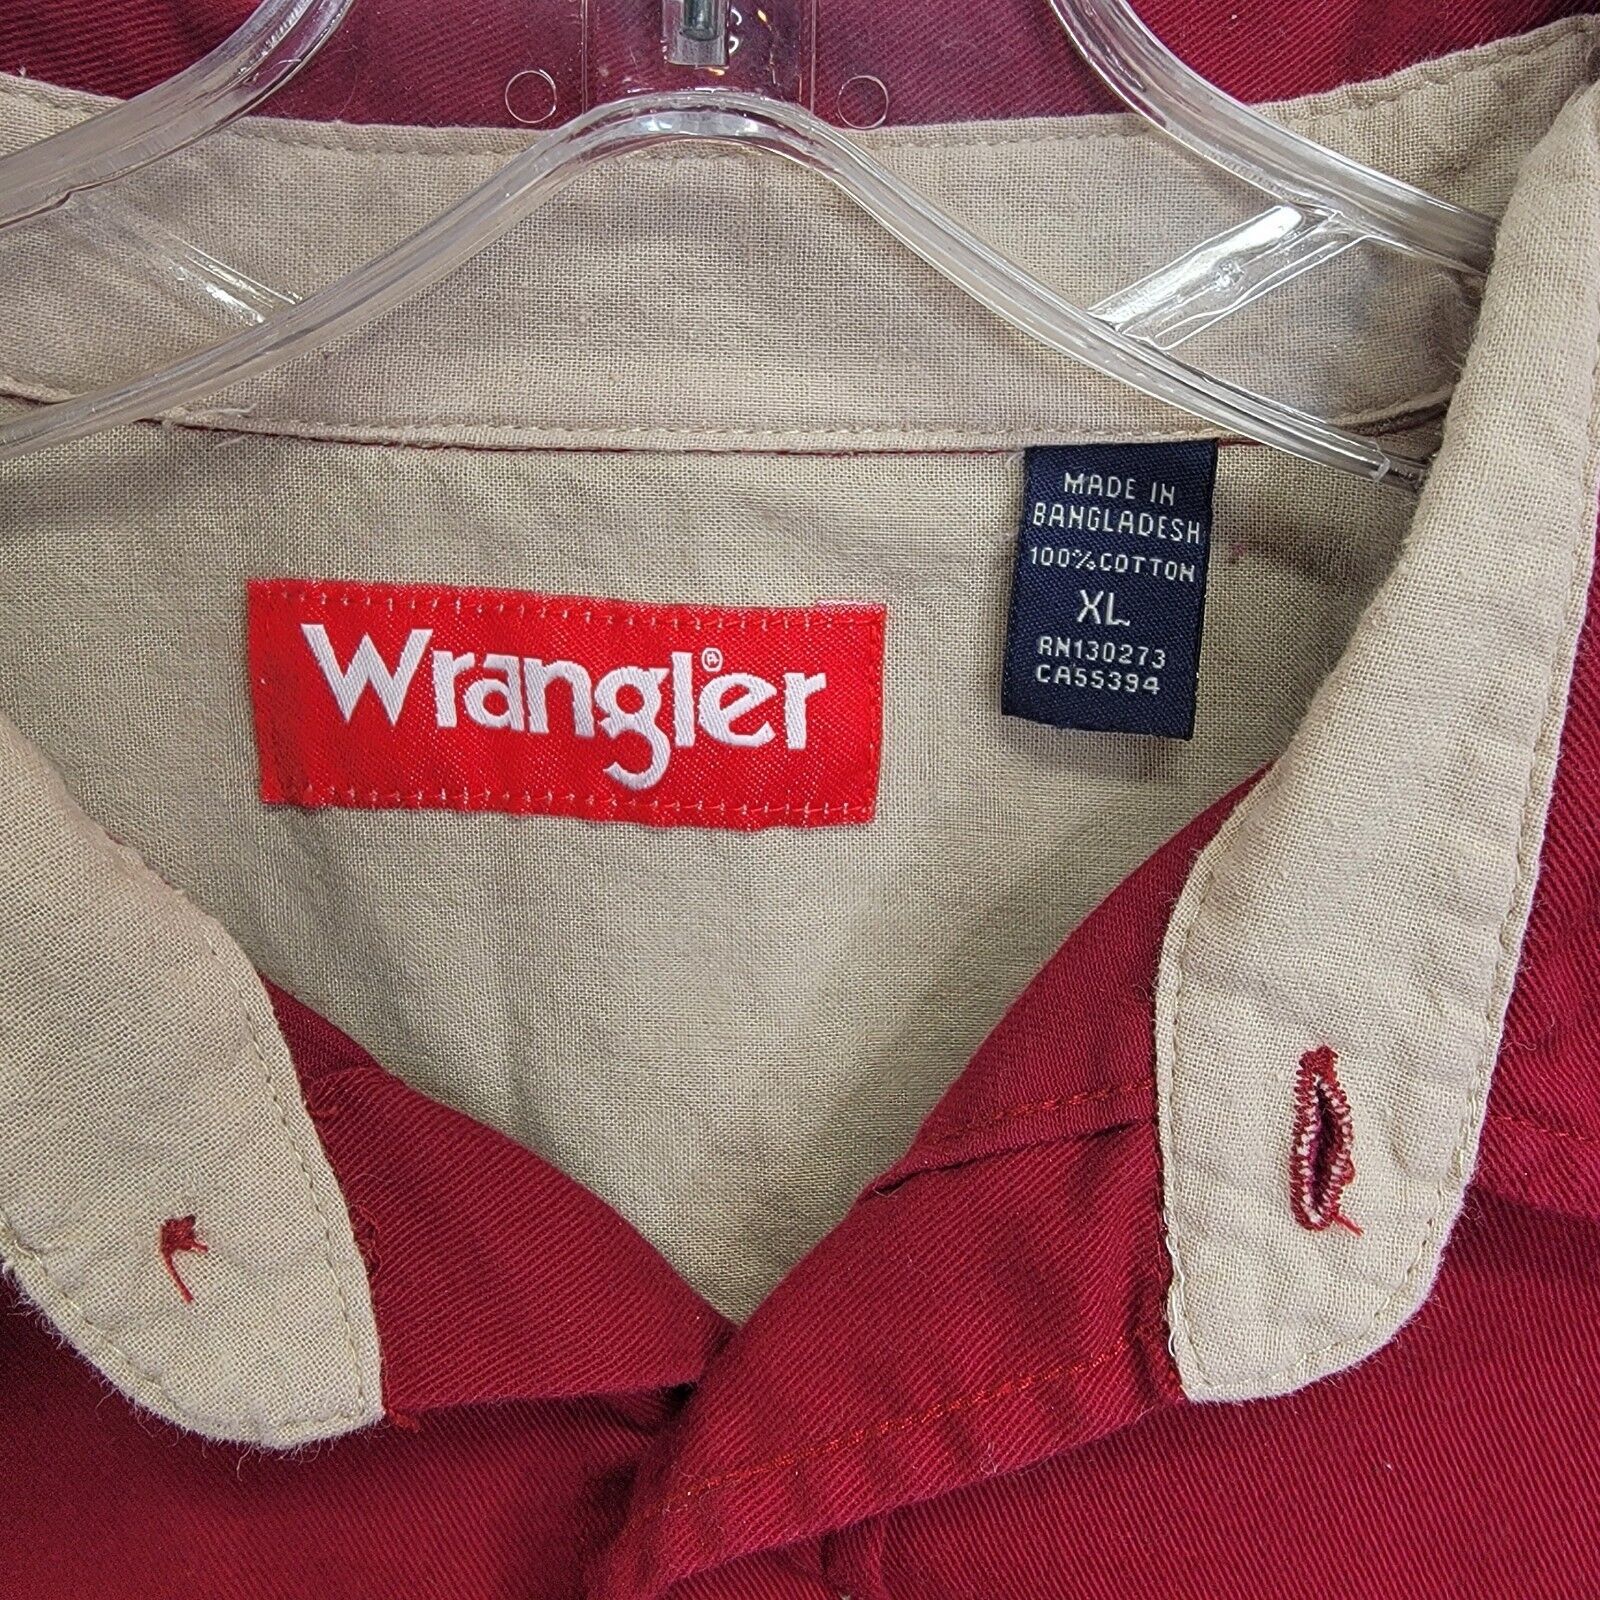 Wrangler®
MADE IN
BANGLADESH
100% COTTON
XL
RN130273
CA55394